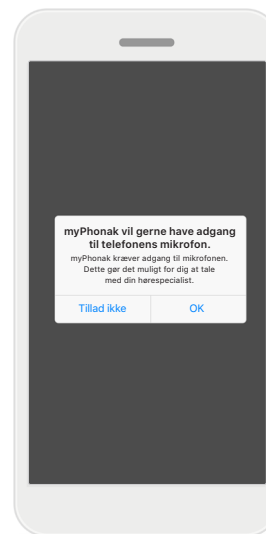 myPhonak vil gerne have adgang
til telefonens mikrofon.
myPhonak kræver adgang til mikrofonen.
Dette gør det muligt for dig at tale
med din hørespecialist.
Tillad ikke OK